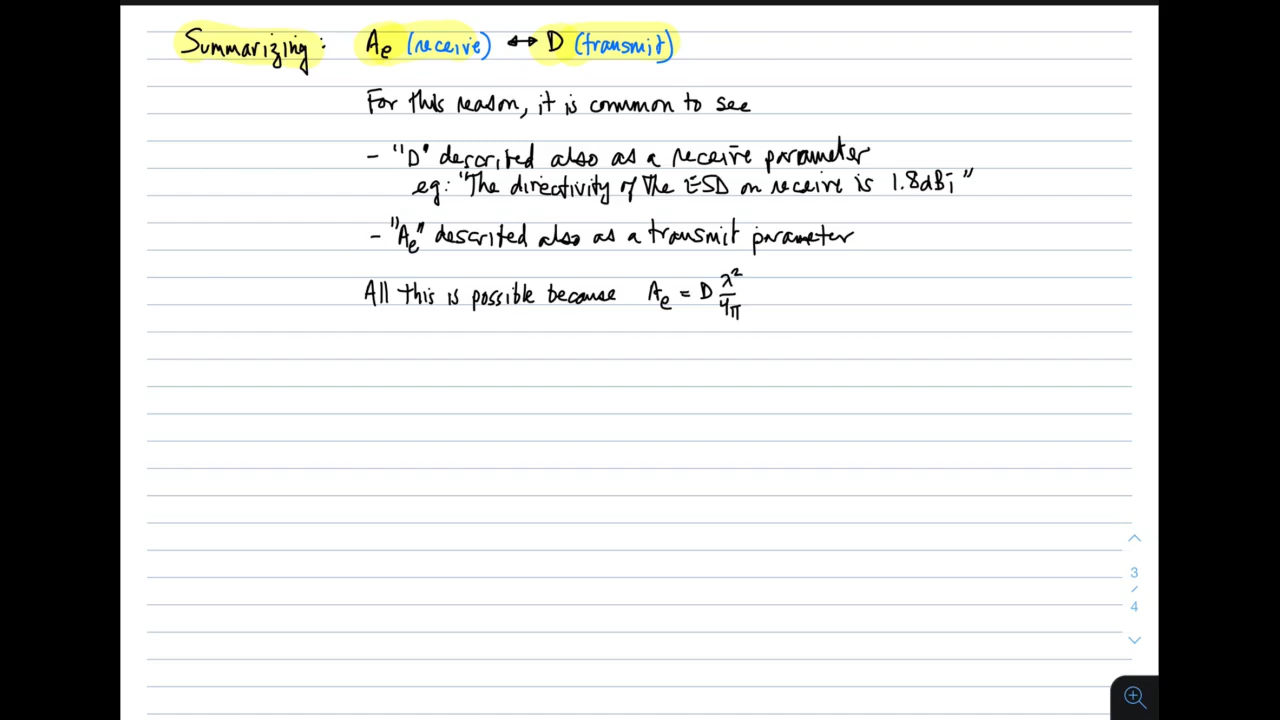 Summarizing: Ae (receive) ↔ D (transmit)
For this reason, it is common to see
- "D" described also as a receive parameter
eg: "The directivity of the ESD on receive is 1.8dBi"
- "Ae" described also as a transmit parameter
All this is possible because Ae = D λ²/4π
3
/
4